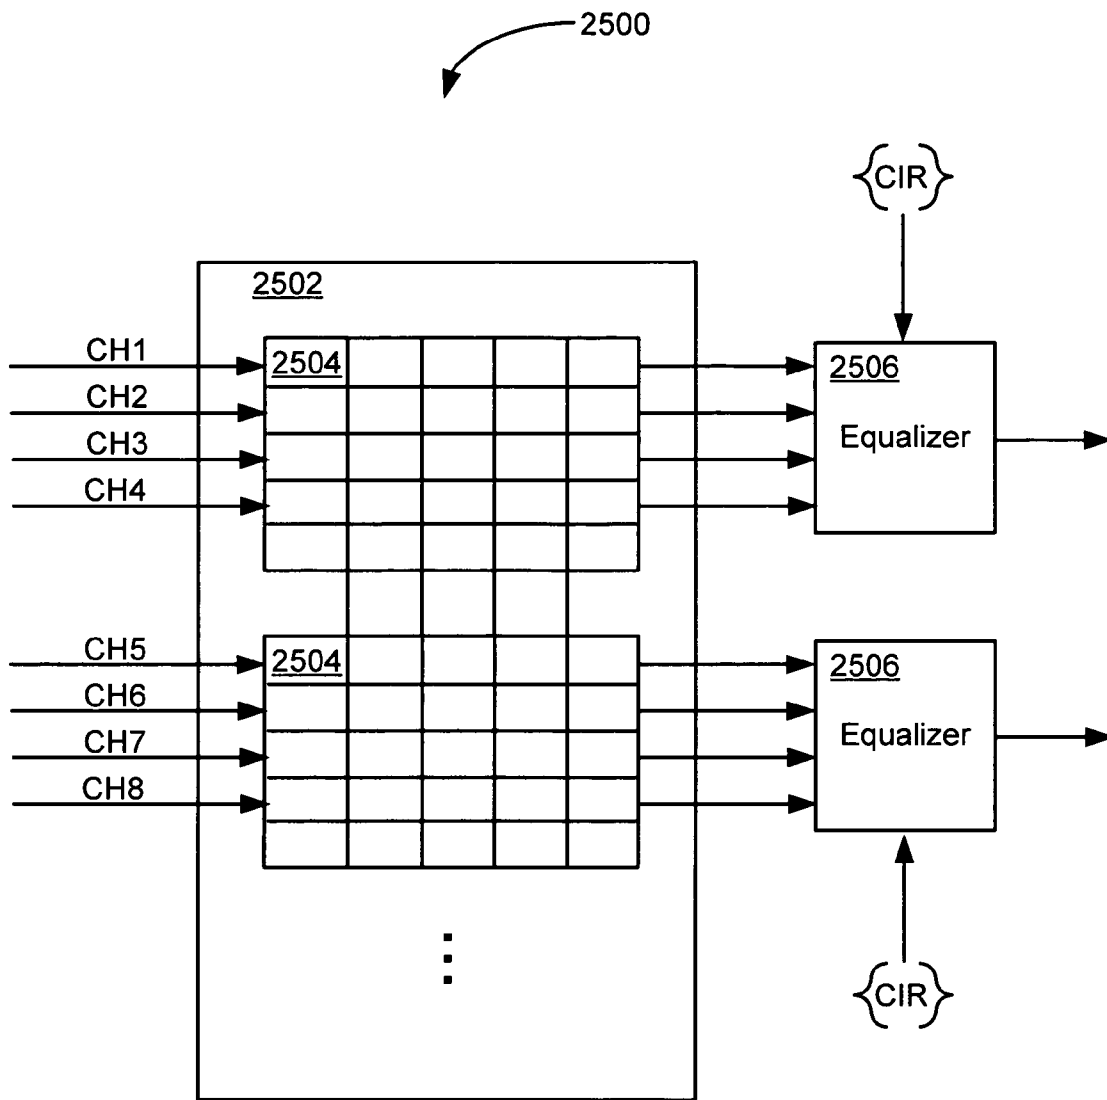 2500
{CIR}
2502
CH1
2504
2506
CH2
Equalizer
CH3
CH4
CH5
2504
2506
CH6
Equalizer
CH7
CH8
{CIR}